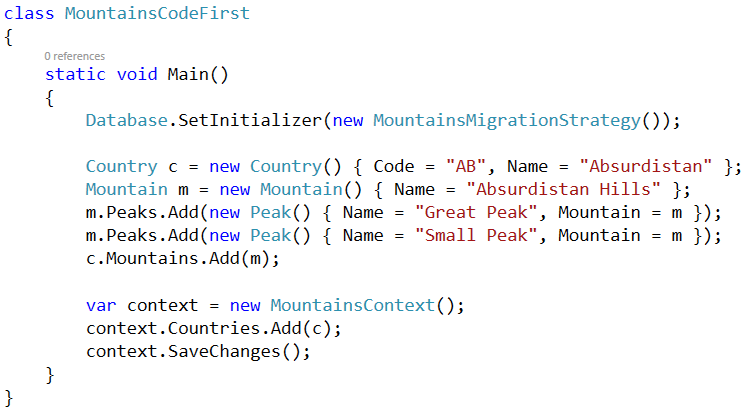 class MountainsCodeFirst
{
0 references
static void Main()
{
Database.SetInitializer(new MountainsMigrationStrategy());
Country c = new Country() { Code = "AB", Name = "Absurdistan" };
Mountain m = new Mountain() { Name = "Absurdistan Hills" };
m.Peaks.Add(new Peak() { Name = "Great Peak", Mountain = m });
m.Peaks.Add(new Peak() { Name = "Small Peak", Mountain = m });
c.Mountains.Add(m);
var context = new MountainsContext();
context.Countries.Add(c);
context.SaveChanges();
}
}